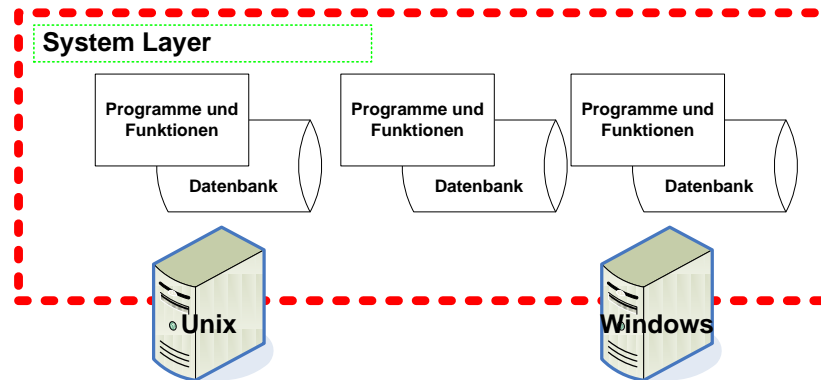 System Layer
Programme und
Funktionen
Datenbank
Programme und
Funktionen
Datenbank
Programme und
Funktionen
Datenbank
Unix
Windows